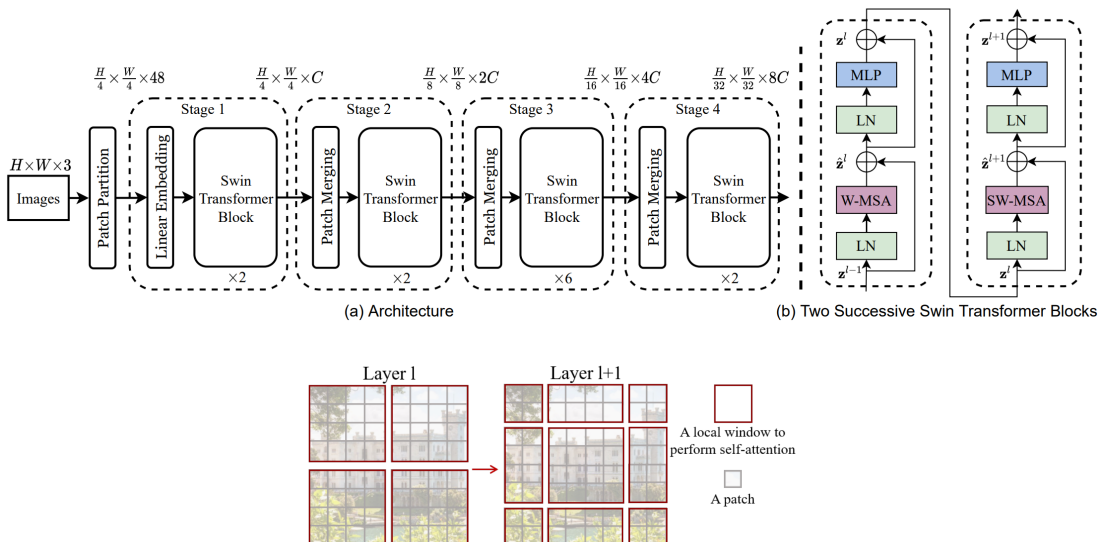 H/4 × W/4 × 48
H/4 × W/4 × C
H/8 × W/8 × 2C
H/16 × W/16 × 4C
H/32 × W/32 × 8C
Stage 1
Stage 2
Stage 3
Stage 4
H×W×3
Images
Patch Partition
Linear Embedding
Swin
Transformer
Block
×2
Patch Merging
Swin
Transformer
Block
×2
Patch Merging
Swin
Transformer
Block
×6
Patch Merging
Swin
Transformer
Block
×2
(a) Architecture
z^l
MLP
LN
ẑ^l
W-MSA
LN
z^{l-1}
z^{l+1}
MLP
LN
ẑ^{l+1}
SW-MSA
LN
z^l
(b) Two Successive Swin Transformer Blocks
Layer l
Layer l+1
A local window to
perform self-attention
A patch